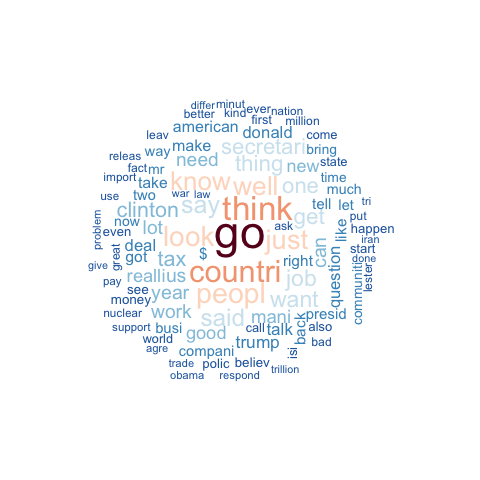 differ minut ever nation
better kind first million
leav american donald come
releas way make secretari bring
fact mr need thing new state
import take know well one time
use two war law much
clinton say think get tell let tri
now lot look go ask just can like put
problem even happen
great deal got tax $ right question iran
give reallius countri job start done
pay see year peopl want communiti lester
money work said mani back presid
nuclear busi good call talk also
support world trump isi bad
agre compani
trade polic believ
obama respond trillion